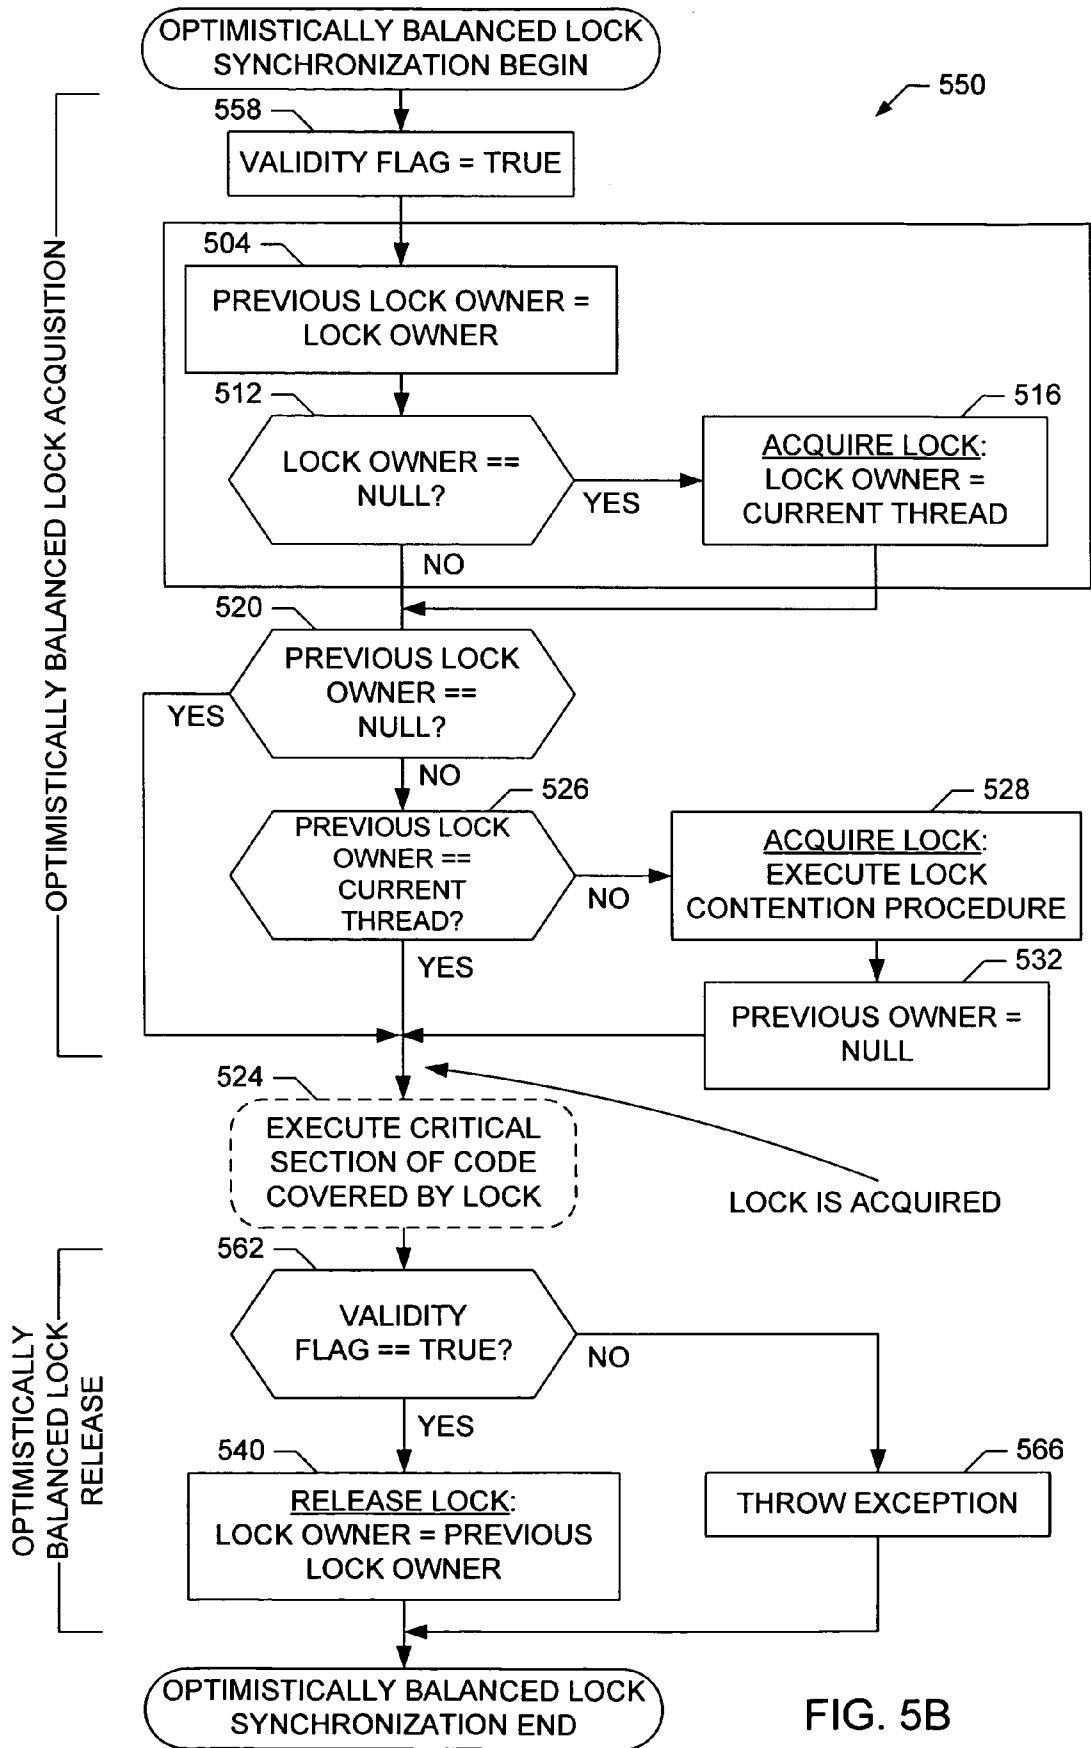 OPTIMISTICALLY BALANCED LOCK
SYNCHRONIZATION BEGIN
550
558
VALIDITY FLAG = TRUE
OPTIMISTICALLY BALANCED LOCK ACQUISITION
504
PREVIOUS LOCK OWNER =
LOCK OWNER
512
LOCK OWNER ==
NULL?
YES
NO
516
ACQUIRE LOCK:
LOCK OWNER =
CURRENT THREAD
520
PREVIOUS LOCK
OWNER ==
NULL?
YES
NO
526
PREVIOUS LOCK
OWNER ==
CURRENT
THREAD?
NO
YES
528
ACQUIRE LOCK:
EXECUTE LOCK
CONTENTION PROCEDURE
532
PREVIOUS OWNER =
NULL
524
EXECUTE CRITICAL
SECTION OF CODE
COVERED BY LOCK
LOCK IS ACQUIRED
OPTIMISTICALLY
BALANCED LOCK
RELEASE
562
VALIDITY
FLAG == TRUE?
NO
YES
540
RELEASE LOCK:
LOCK OWNER = PREVIOUS
LOCK OWNER
566
THROW EXCEPTION
OPTIMISTICALLY BALANCED LOCK
SYNCHRONIZATION END
FIG. 5B